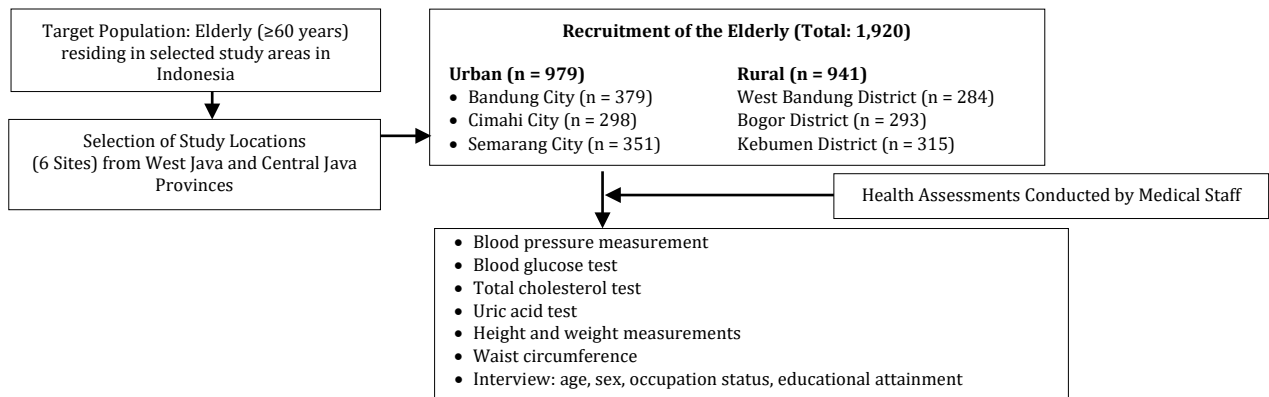 Target Population: Elderly (≥60 years)
residing in selected study areas in
Indonesia
Selection of Study Locations
(6 Sites) from West Java and Central Java
Provinces
Recruitment of the Elderly (Total: 1,920)
Urban (n = 979)
• Bandung City (n = 379)
• Cimahi City (n = 298)
• Semarang City (n = 351)
Rural (n = 941)
West Bandung District (n = 284)
Bogor District (n = 293)
Kebumen District (n = 315)
Health Assessments Conducted by Medical Staff
• Blood pressure measurement
• Blood glucose test
• Total cholesterol test
• Uric acid test
• Height and weight measurements
• Waist circumference
• Interview: age, sex, occupation status, educational attainment